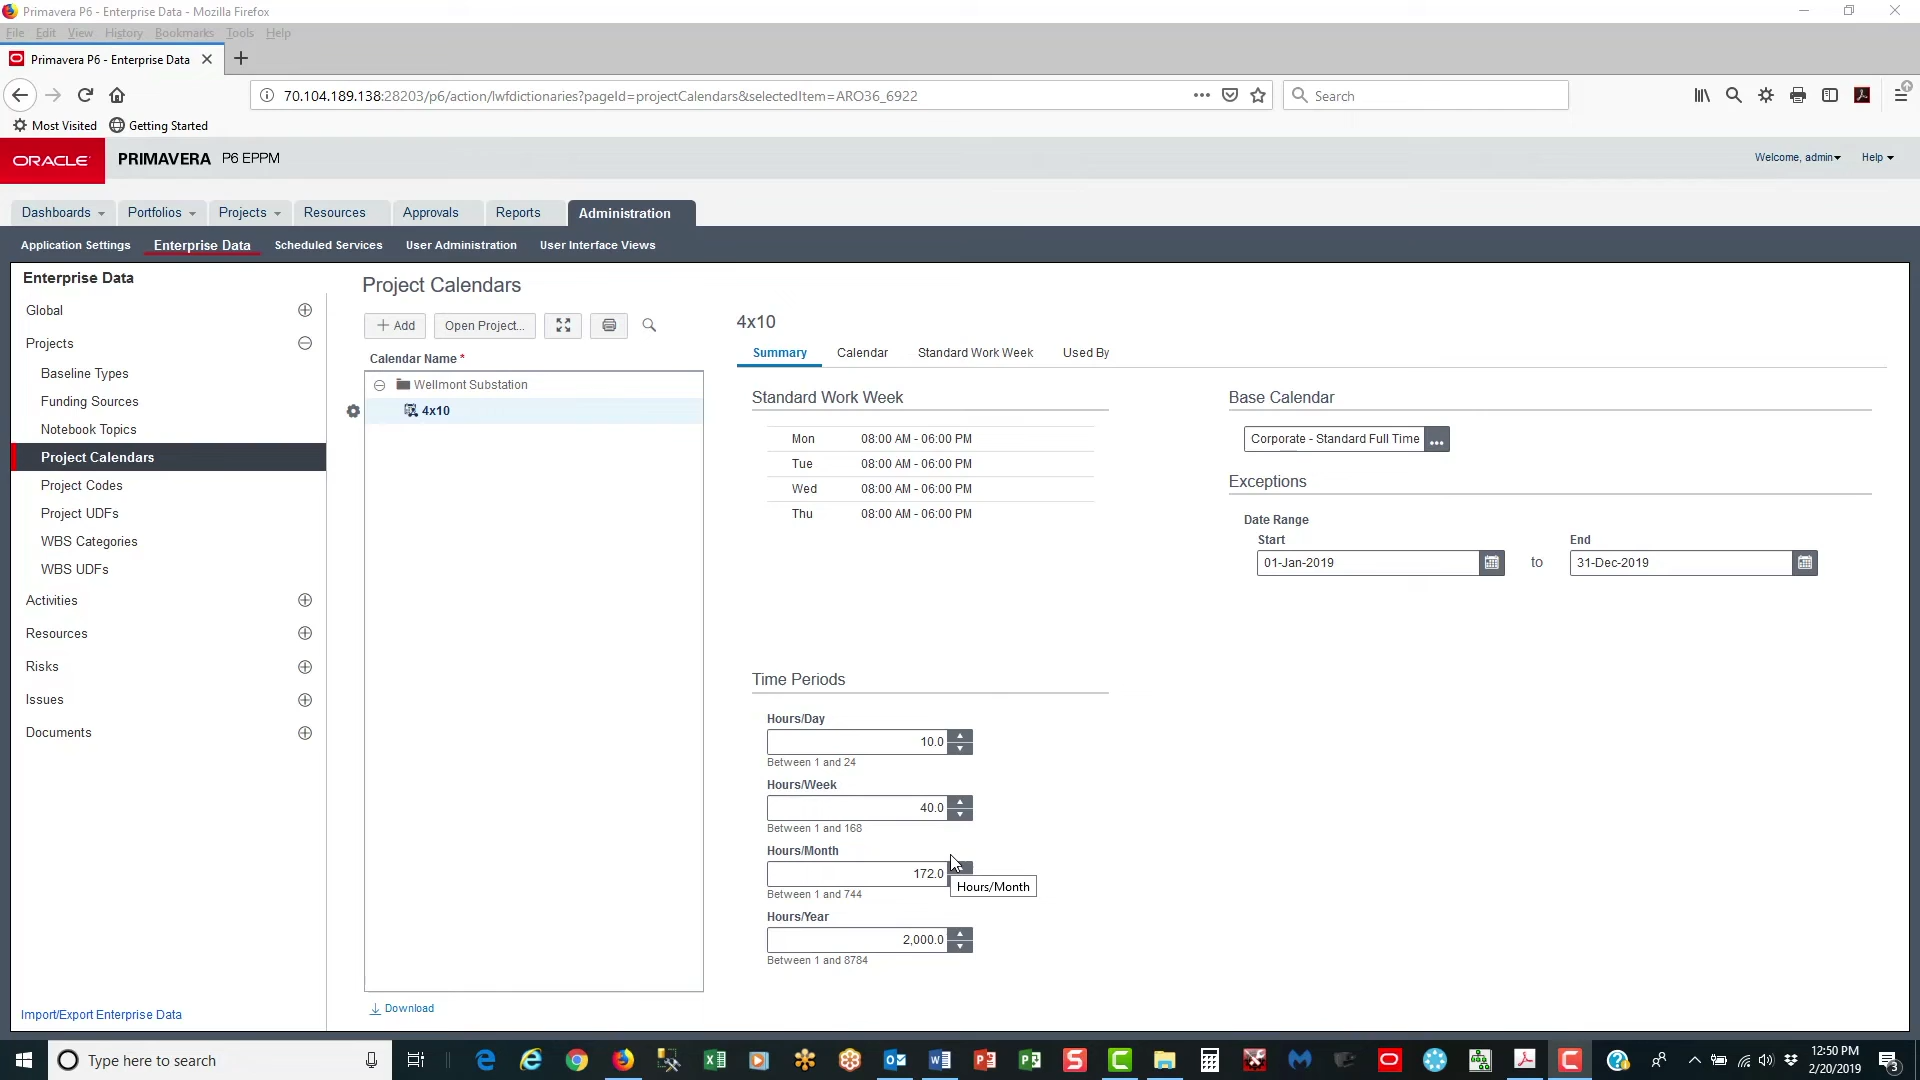 Primavera P6 - Enterprise Data - Mozilla Firefox
File Edit View History Bookmarks Tools Help
Primavera P6 - Enterprise Data
70.104.189.138:28203/p6/action/lwfdictionaries?pageId=projectCalendars&selectedItem=ARO36_6922
Search
Most Visited Getting Started
ORACLE PRIMAVERA P6 EPPM
Welcome, admin Help
Dashboards Portfolios Projects Resources Approvals Reports Administration
Application Settings Enterprise Data Scheduled Services User Administration User Interface Views
Enterprise Data
Global
Projects
Baseline Types
Funding Sources
Notebook Topics
Project Calendars
Project Codes
Project UDFs
WBS Categories
WBS UDFs
Activities
Resources
Risks
Issues
Documents
Import/Export Enterprise Data
Project Calendars
Add Open Project...
Calendar Name *
Wellmont Substation
4x10
Download
4x10
Summary Calendar Standard Work Week Used By
Standard Work Week
Mon 08:00 AM - 06:00 PM
Tue 08:00 AM - 06:00 PM
Wed 08:00 AM - 06:00 PM
Thu 08:00 AM - 06:00 PM
Time Periods
Hours/Day
10.0
Between 1 and 24
Hours/Week
40.0
Between 1 and 168
Hours/Month
172.0
Hours/Month
Between 1 and 744
Hours/Year
2,000.0
Between 1 and 8784
Base Calendar
Corporate - Standard Full Time ...
Exceptions
Date Range
Start End
01-Jan-2019 to 31-Dec-2019
Type here to search
12:50 PM
2/20/2019
3